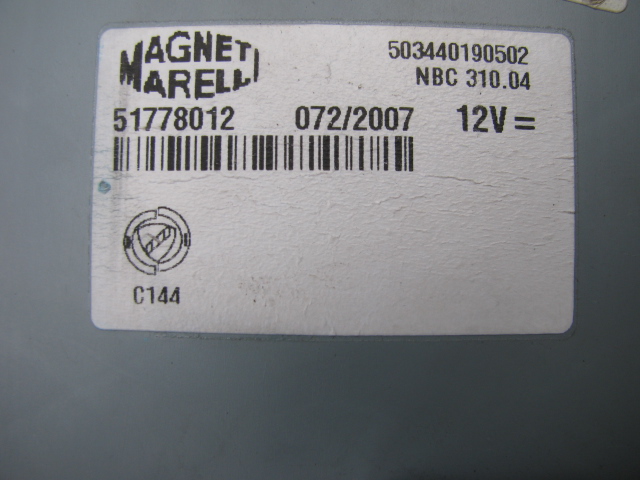 MAGNETI
MARELLI
503440190502
NBC 310.04
51778012 072/2007 12V =
C144